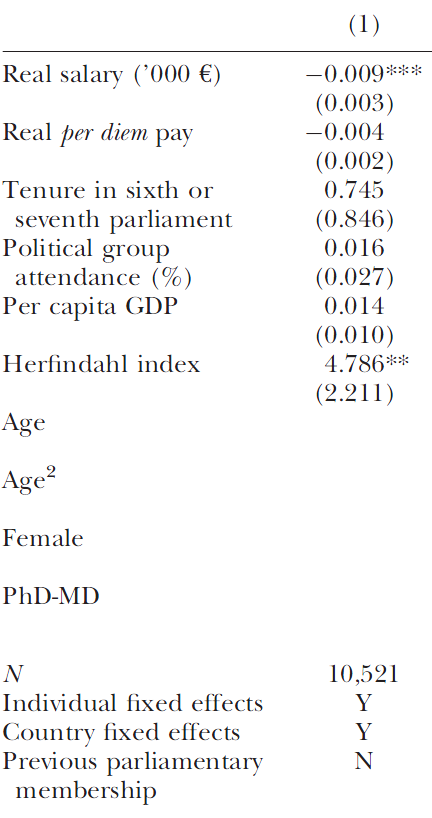 (1)
Real salary (’000 €) −0.009***
(0.003)
Real per diem pay −0.004
(0.002)
Tenure in sixth or 0.745
seventh parliament (0.846)
Political group 0.016
attendance (%) (0.027)
Per capita GDP 0.014
(0.010)
Herfindahl index 4.786**
(2.211)
Age
Age²
Female
PhD-MD
N 10,521
Individual fixed effects Y
Country fixed effects Y
Previous parliamentary N
membership